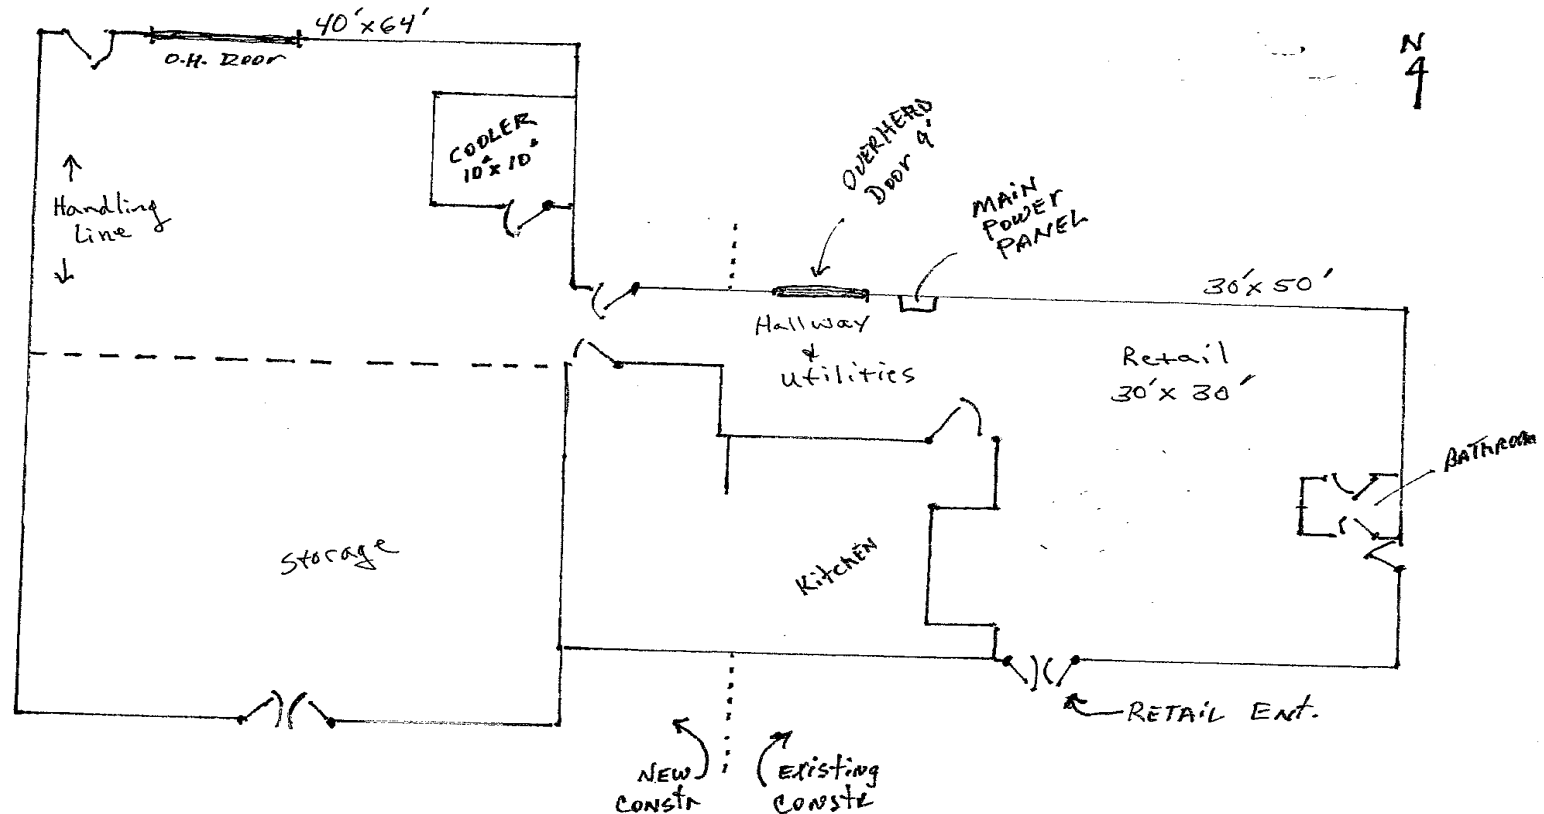 40'x64'
O.H. Door
N
COOLER
10'x10'
OVERHEAD
Door 9'
MAIN
POWER
PANEL
Handling
Line
30'x50'
Hallway
&
Utilities
Retail
30'x30'
BATHROOM
Storage
KitCHEN
RETAIL Ent.
NEW
CONStr
EXisting
CONStr